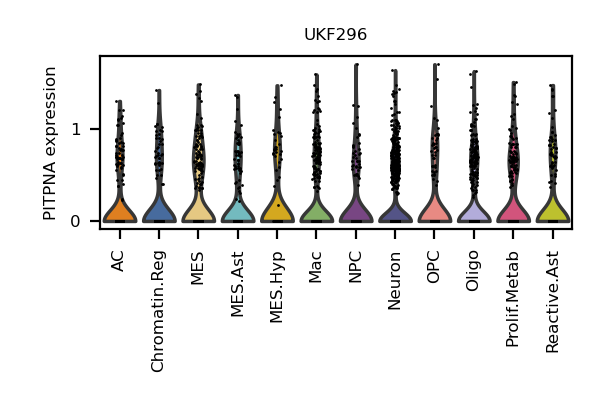 UKF296
PITPNA expression
1
0
AC
Chromatin.Reg
MES
MES.Ast
MES.Hyp
Mac
NPC
Neuron
OPC
Oligo
Prolif.Metab
Reactive.Ast